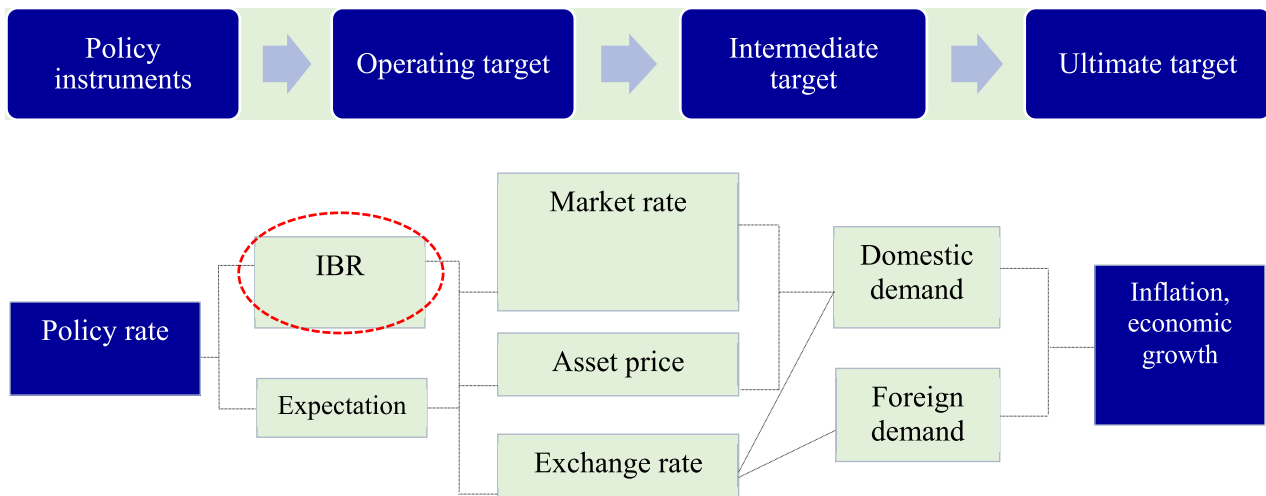 Policy
instruments
Operating target
Intermediate
target
Ultimate target
Market rate
IBR
Domestic
demand
Inflation,
economic
growth
Policy rate
Asset price
Expectation
Foreign
demand
Exchange rate